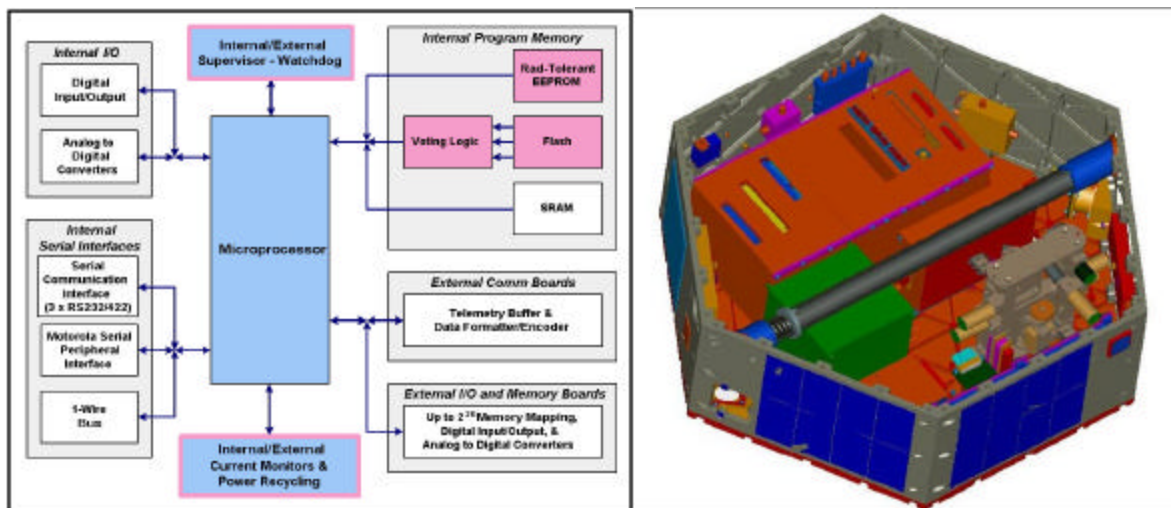 Internal I/O
Digital
Input/Output
Analog to
Digital
Converters
Internal
Serial Interfaces
Serial
Communication
Interface
(3 x RS232/422)
Motorola Serial
Peripheral
Interface
1-Wire
Bus
Internal/External
Supervisor - Watchdog
Microprocessor
Internal/External
Current Monitors &
Power Recycling
Internal Program Memory
Rad-Tolerant
EEPROM
Voting Logic
Flash
SRAM
External Comm Boards
Telemetry Buffer &
Data Formatter/Encoder
External I/O and Memory Boards
Up to 2 Memory Mapping,
Digital Input/Output, &
Analog to Digital Converters